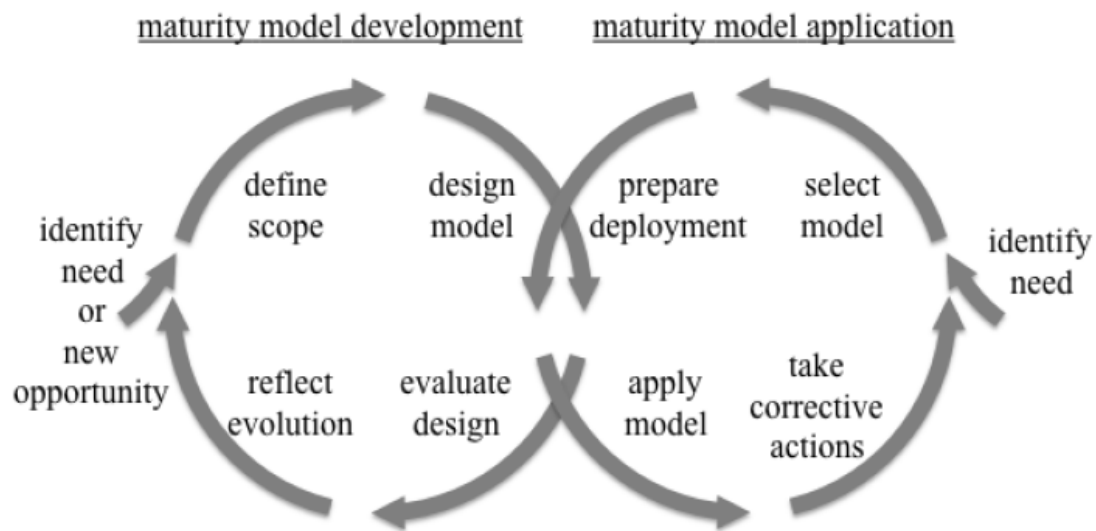 maturity model development
maturity model application
define
scope
design
model
prepare
deployment
select
model
identify
need
or
new
opportunity
identify
need
reflect
evolution
evaluate
design
apply
model
take
corrective
actions